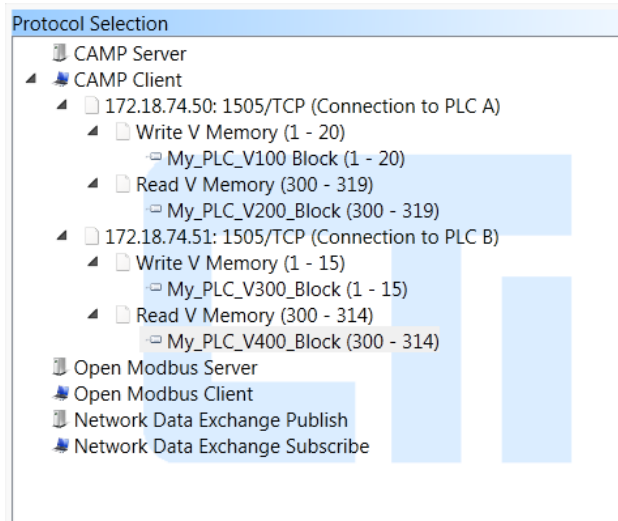 Protocol Selection
CAMP Server
CAMP Client
172.18.74.50: 1505/TCP (Connection to PLC A)
Write V Memory (1 - 20)
My_PLC_V100 Block (1 - 20)
Read V Memory (300 - 319)
My_PLC_V200_Block (300 - 319)
172.18.74.51: 1505/TCP (Connection to PLC B)
Write V Memory (1 - 15)
My_PLC_V300_Block (1 - 15)
Read V Memory (300 - 314)
My_PLC_V400_Block (300 - 314)
Open Modbus Server
Open Modbus Client
Network Data Exchange Publish
Network Data Exchange Subscribe